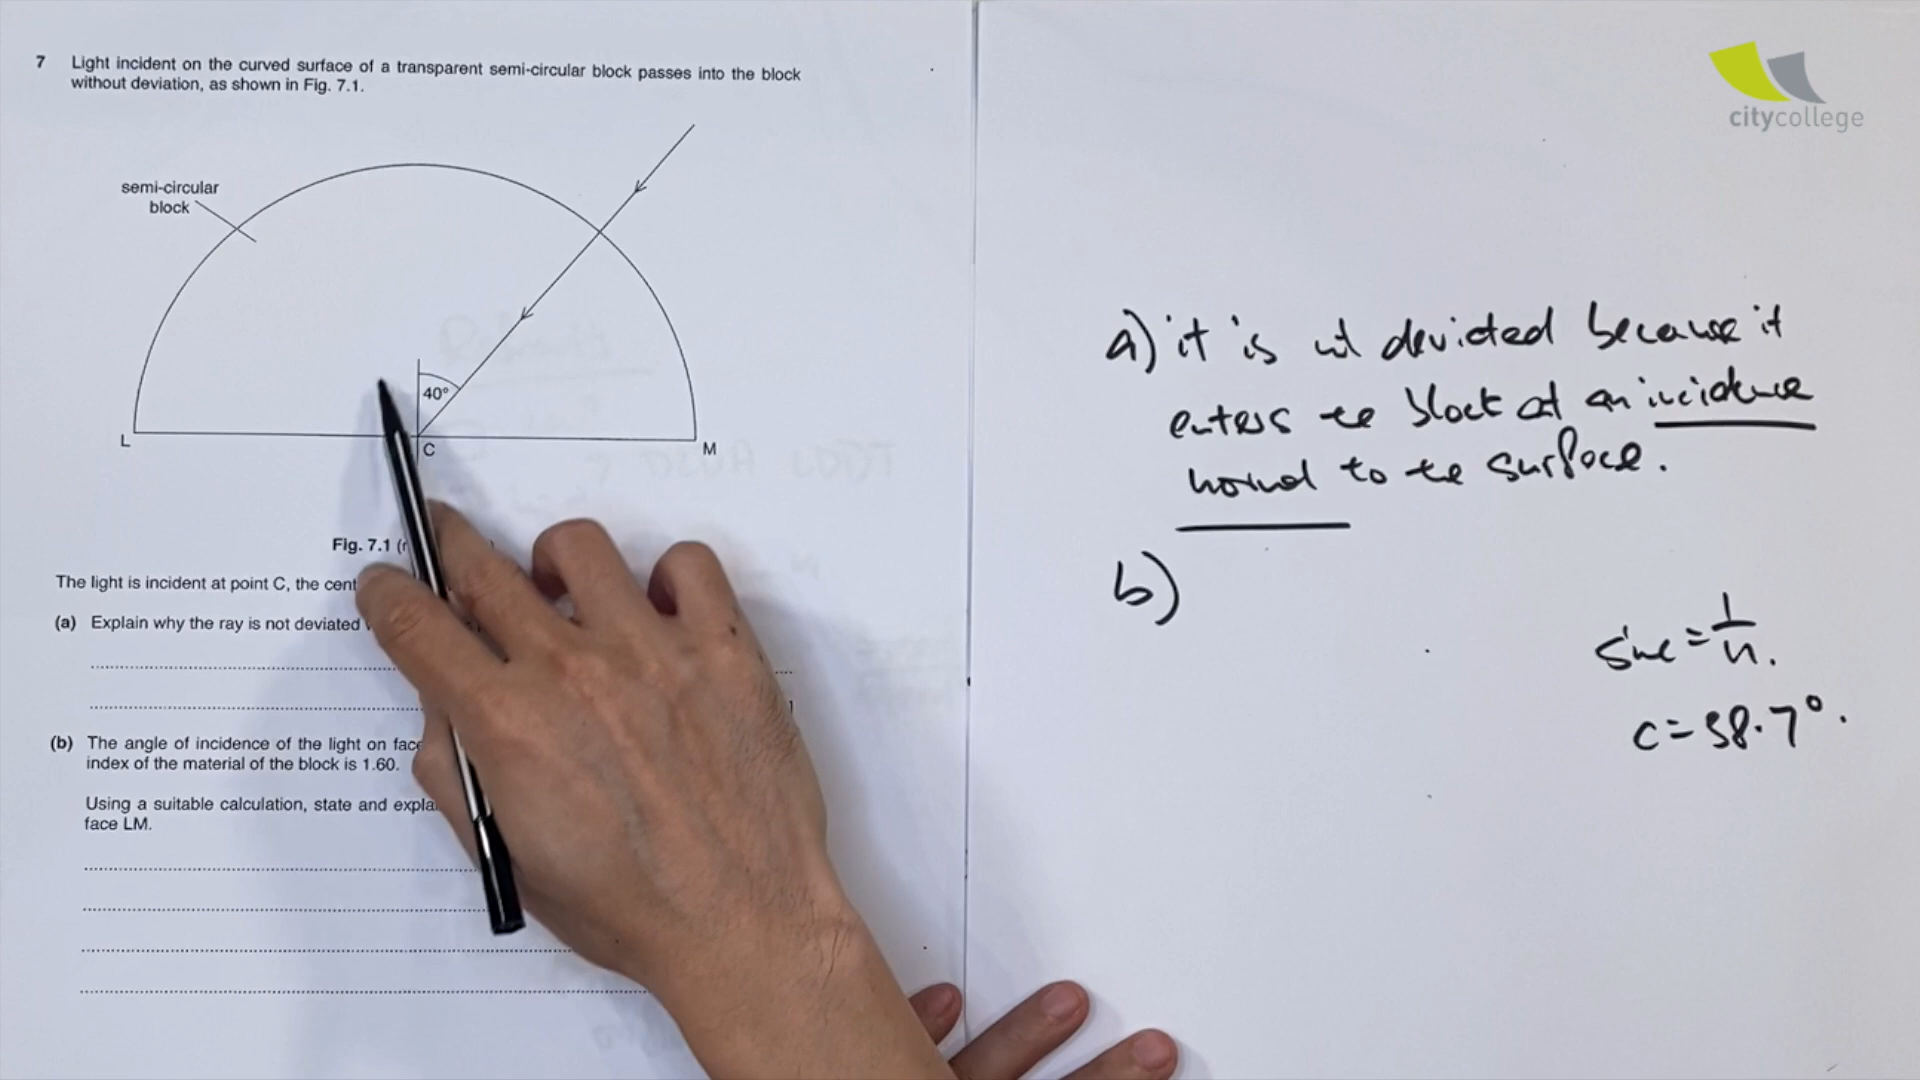 7 Light incident on the curved surface of a transparent semi-circular block passes into the block
without deviation, as shown in Fig. 7.1.
semi-circular
block
40°
L
C
M
Fig. 7.1
The light is incident at point C, the cent
(a) Explain why the ray is not deviated
(b) The angle of incidence of the light on face
index of the material of the block is 1.60.
Using a suitable calculation, state and expla
face LM.
citycollege
a) it is not deviated because it
enters the block at an incidence
normal to the surface.
b)
sinc = 1/n.
c = 38.7°.